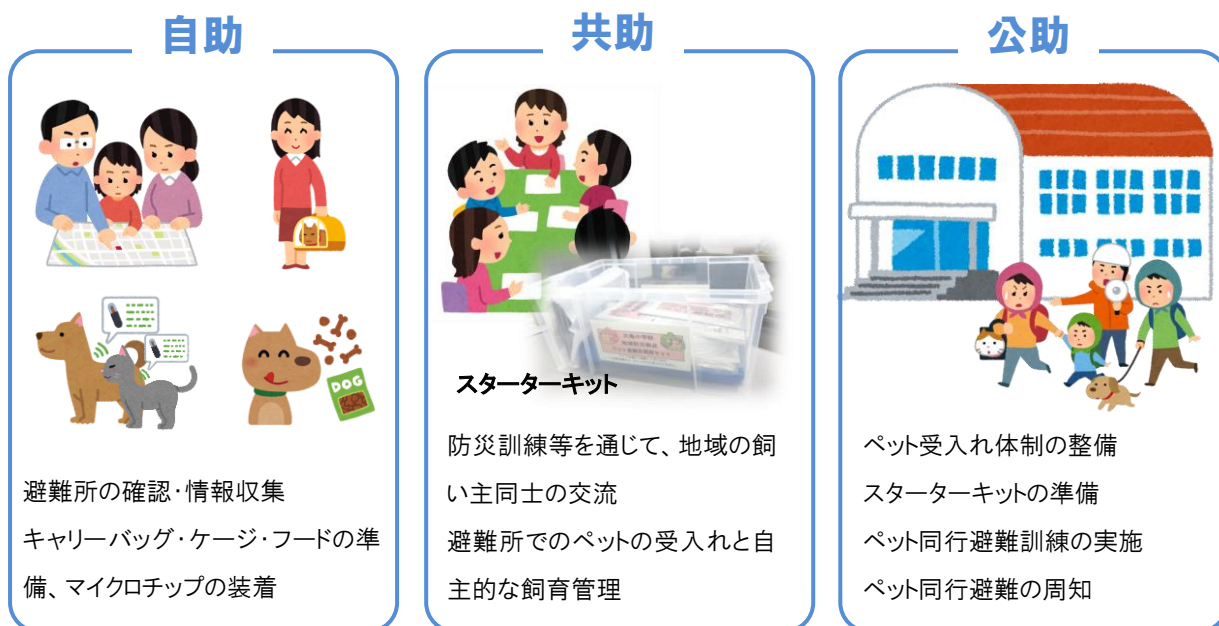 自助
DOG
避難所の確認・情報収集
キャリーバッグ・ケージ・フードの準
備、マイクロチップの装着
共助
スターターキット
防災訓練等を通じて、地域の飼
い主同士の交流
避難所でのペットの受入れと自
主的な飼育管理
公助
ペット受入れ体制の整備
スターターキットの準備
ペット同行避難訓練の実施
ペット同行避難の周知